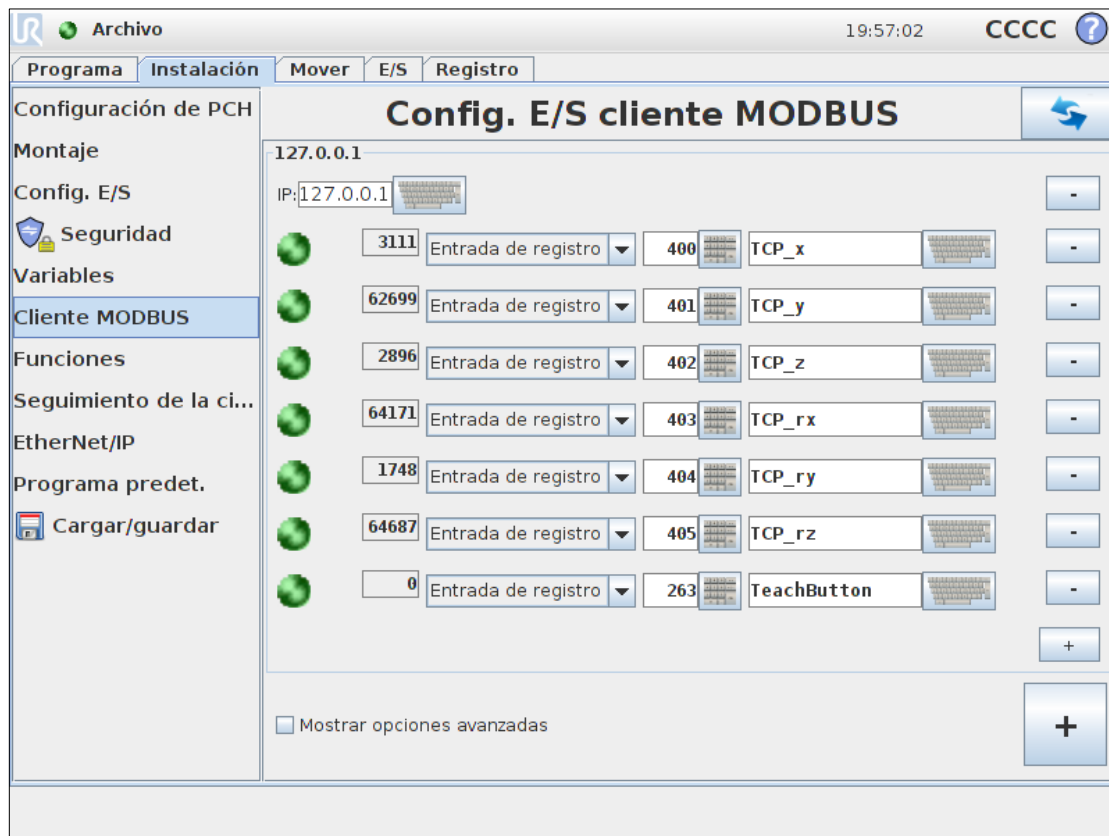 UR Archivo 19:57:02 CCCC ?
Programa Instalación Mover E/S Registro
Configuración de PCH
Montaje
Config. E/S
Seguridad
Variables
Cliente MODBUS
Funciones
Seguimiento de la ci...
EtherNet/IP
Programa predet.
Cargar/guardar
Config. E/S cliente MODBUS
127.0.0.1
IP: 127.0.0.1 -
3111 Entrada de registro 400 TCP_x -
62699 Entrada de registro 401 TCP_y -
2896 Entrada de registro 402 TCP_z -
64171 Entrada de registro 403 TCP_rx -
1748 Entrada de registro 404 TCP_ry -
64687 Entrada de registro 405 TCP_rz -
0 Entrada de registro 263 TeachButton -
+
Mostrar opciones avanzadas +